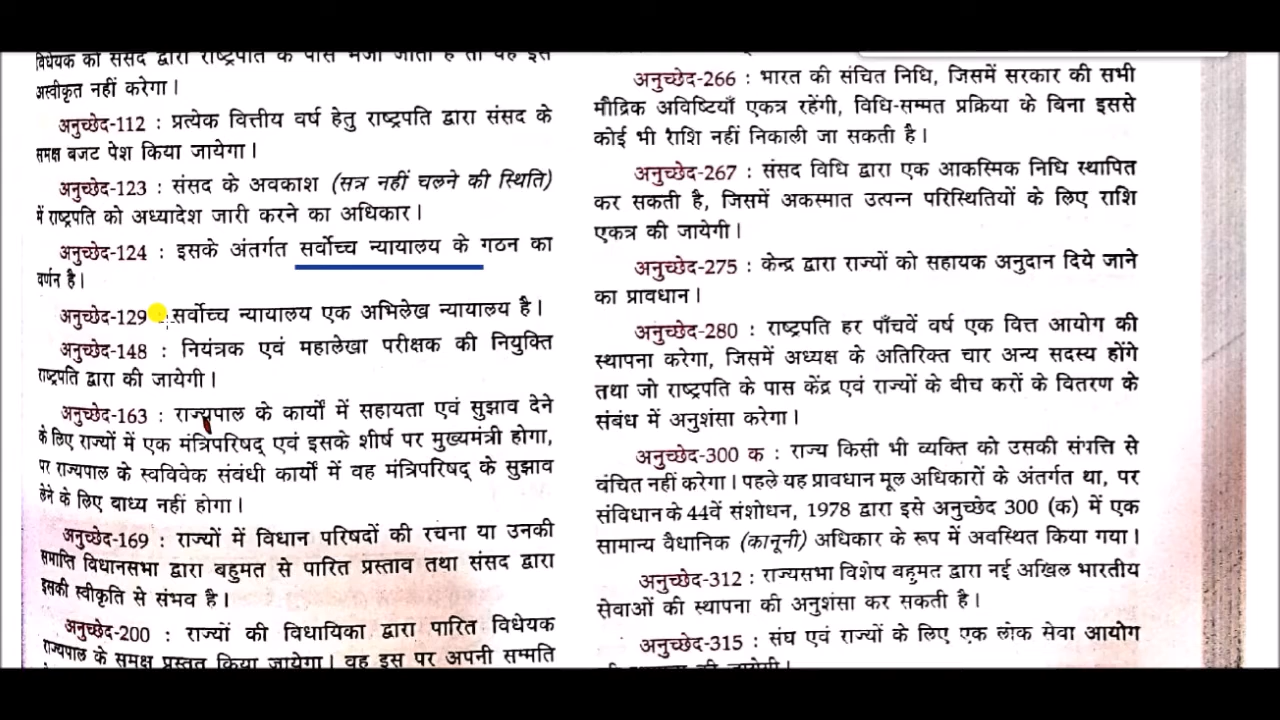 विधेयक को संसद द्वारा राष्ट्रपति के पास भेजा जाता है तो वह इसे
अस्वीकृत नहीं करेगा।
अनुच्छेद-112 : प्रत्येक वित्तीय वर्ष हेतु राष्ट्रपति द्वारा संसद के
समक्ष बजट पेश किया जायेगा।
अनुच्छेद-123 : संसद के अवकाश (सत्र नहीं चलने की स्थिति)
में राष्ट्रपति को अध्यादेश जारी करने का अधिकार।
अनुच्छेद-124 : इसके अंतर्गत सर्वोच्च न्यायालय के गठन का
वर्णन है।
अनुच्छेद-129 : सर्वोच्च न्यायालय एक अभिलेख न्यायालय है।
अनुच्छेद-148 : नियंत्रक एवं महालेखा परीक्षक की नियुक्ति
राष्ट्रपति द्वारा की जायेगी।
अनुच्छेद-163 : राज्यपाल के कार्यों में सहायता एवं सुझाव देने
के लिए राज्यों में एक मंत्रिपरिषद् एवं इसके शीर्ष पर मुख्यमंत्री होगा,
पर राज्यपाल के स्वविवेक संबंधी कार्यों में वह मंत्रिपरिषद् के सुझाव
लेने के लिए बाध्य नहीं होगा।
अनुच्छेद-169 : राज्यों में विधान परिषदों की रचना या उनकी
समाप्ति विधानसभा द्वारा बहुमत से पारित प्रस्ताव तथा संसद द्वारा
इसकी स्वीकृति से संभव है।
अनुच्छेद-200 : राज्यों की विधायिका द्वारा पारित विधेयक
राज्यपाल के समक्ष प्रस्तुत किया जायेगा। वह इस पर अपनी सम्मति
अनुच्छेद-266 : भारत की संचित निधि, जिसमें सरकार की सभी
मौद्रिक अविष्टियाँ एकत्र रहेंगी, विधि-सम्मत प्रक्रिया के बिना इससे
कोई भी राशि नहीं निकाली जा सकती है।
अनुच्छेद-267 : संसद विधि द्वारा एक आकस्मिक निधि स्थापित
कर सकती है, जिसमें अकस्मात उत्पन्न परिस्थितियों के लिए राशि
एकत्र की जायेगी।
अनुच्छेद-275 : केन्द्र द्वारा राज्यों को सहायक अनुदान दिये जाने
का प्रावधान।
अनुच्छेद-280 : राष्ट्रपति हर पाँचवें वर्ष एक वित्त आयोग की
स्थापना करेगा, जिसमें अध्यक्ष के अतिरिक्त चार अन्य सदस्य होंगे
तथा जो राष्ट्रपति के पास केंद्र एवं राज्यों के बीच करों के वितरण के
संबंध में अनुशंसा करेगा।
अनुच्छेद-300 क : राज्य किसी भी व्यक्ति को उसकी संपत्ति से
वंचित नहीं करेगा। पहले यह प्रावधान मूल अधिकारों के अंतर्गत था, पर
संविधान के 44वें संशोधन, 1978 द्वारा इसे अनुच्छेद 300 (क) में एक
सामान्य वैधानिक (कानूनी) अधिकार के रूप में अवस्थित किया गया।
अनुच्छेद-312 : राज्यसभा विशेष बहुमत द्वारा नई अखिल भारतीय
सेवाओं की स्थापना की अनुशंसा कर सकती है।
अनुच्छेद-315 : संघ एवं राज्यों के लिए एक लोक सेवा आयोग
की जायेगी।